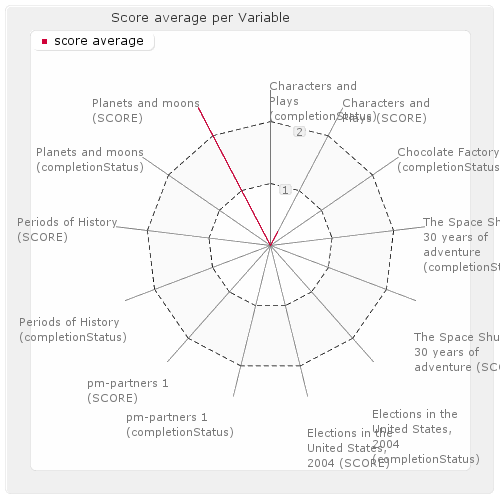 Score average per Variable
score average
Characters and
Plays
(completionStatus)
Characters and
Plays (SCORE)
Planets and moons
(SCORE)
2
Planets and moons
(completionStatus)
Chocolate Factory
(completionStatus
1
Periods of History
(SCORE)
The Space Shu
30 years of
adventure
(completionSt
Periods of History
(completionStatus)
The Space Shu
30 years of
adventure (SCO
pm-partners 1
(SCORE)
pm-partners 1
(completionStatus)
Elections in the
United States,
2004 (SCORE)
Elections in the
United States,
2004
(completionStatus)